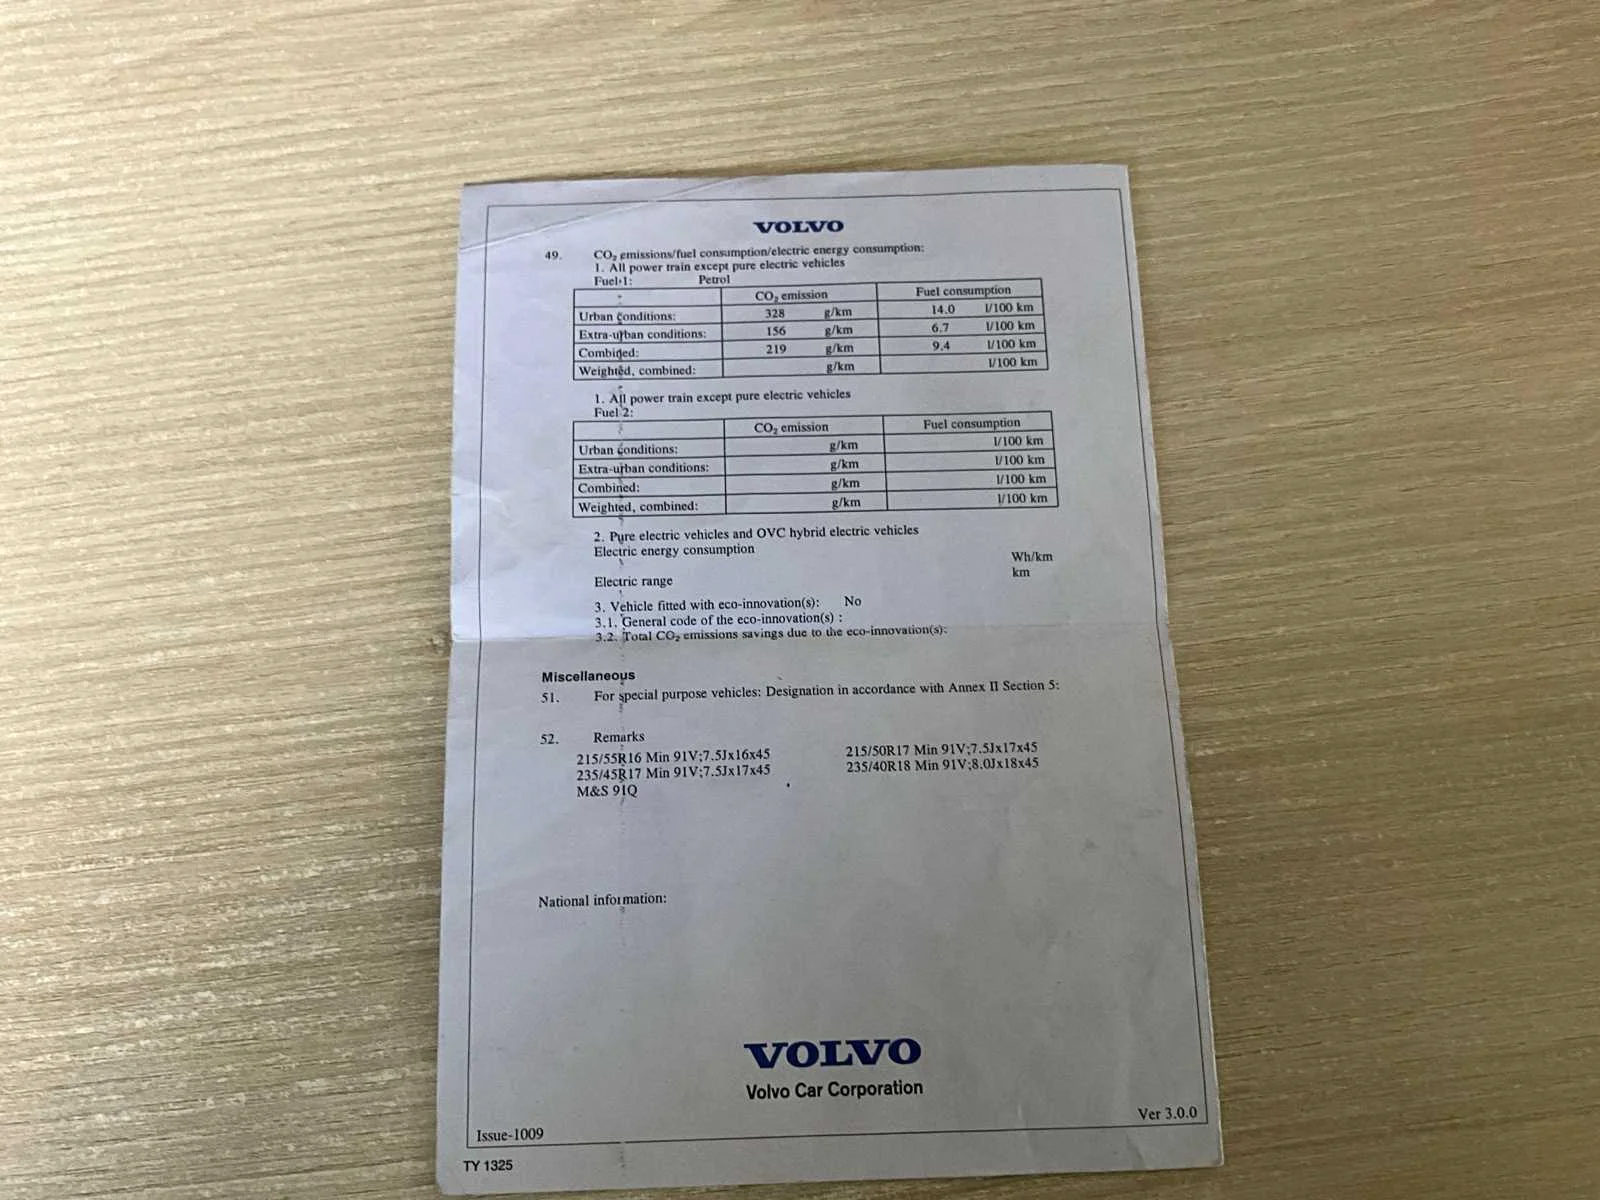 VOLVO
49. CO₂ emissions/fuel consumption/electric energy consumption:
1. All power train except pure electric vehicles
Fuel 1: Petrol
CO₂ emission Fuel consumption
Urban conditions: 328 g/km 14.0 l/100 km
Extra-urban conditions: 156 g/km 6.7 l/100 km
Combined: 219 g/km 9.4 l/100 km
Weighted, combined: g/km l/100 km
1. All power train except pure electric vehicles
Fuel 2:
CO₂ emission Fuel consumption
Urban conditions: g/km l/100 km
Extra-urban conditions: g/km l/100 km
Combined: g/km l/100 km
Weighted, combined: g/km l/100 km
2. Pure electric vehicles and OVC hybrid electric vehicles
Electric energy consumption Wh/km
Electric range km
3. Vehicle fitted with eco-innovation(s): No
3.1. General code of the eco-innovation(s) :
3.2. Total CO₂ emissions savings due to the eco-innovation(s):
Miscellaneous
51. For special purpose vehicles: Designation in accordance with Annex II Section 5:
52. Remarks
215/55R16 Min 91V;7.5Jx16x45 215/50R17 Min 91V;7.5Jx17x45
235/45R17 Min 91V;7.5Jx17x45 235/40R18 Min 91V;8.0Jx18x45
M&S 91Q
National information:
VOLVO
Volvo Car Corporation
Ver 3.0.0
Issue-1009
TY 1325